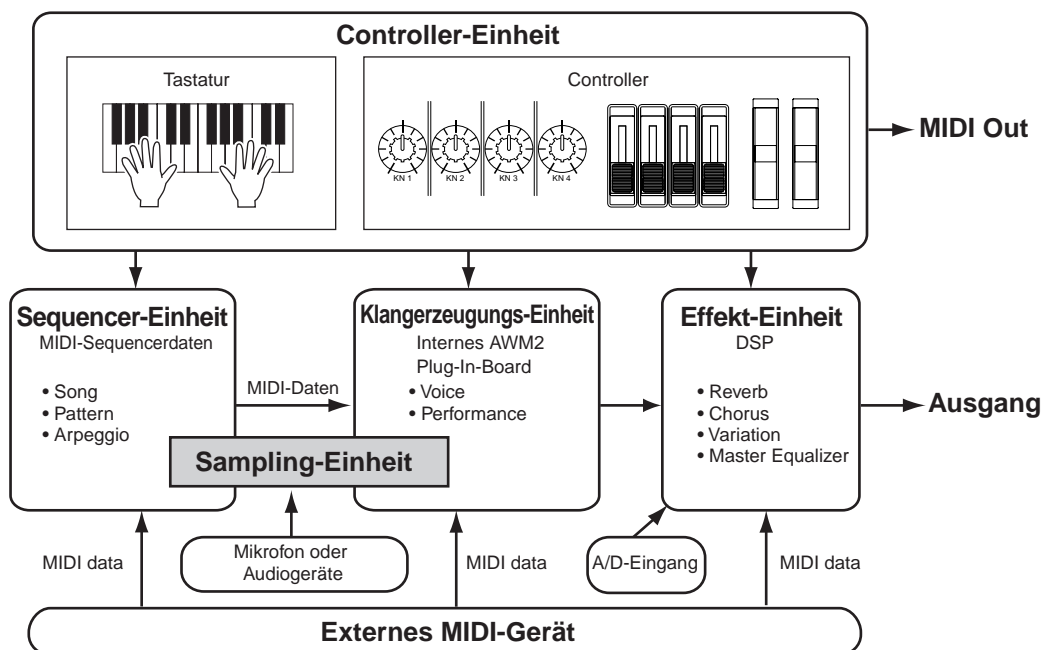 Controller-Einheit
Tastatur
Controller
KN 1
KN 2
KN 3
KN 4
MIDI Out
Sequencer-Einheit
MIDI-Sequencerdaten
• Song
• Pattern
• Arpeggio
MIDI-Daten
Klangerzeugungs-Einheit
Internes AWM2
Plug-In-Board
• Voice
• Performance
Effekt-Einheit
DSP
• Reverb
• Chorus
• Variation
• Master Equalizer
Ausgang
Sampling-Einheit
MIDI data
Mikrofon oder
Audiogeräte
MIDI data
A/D-Eingang
MIDI data
Externes MIDI-Gerät